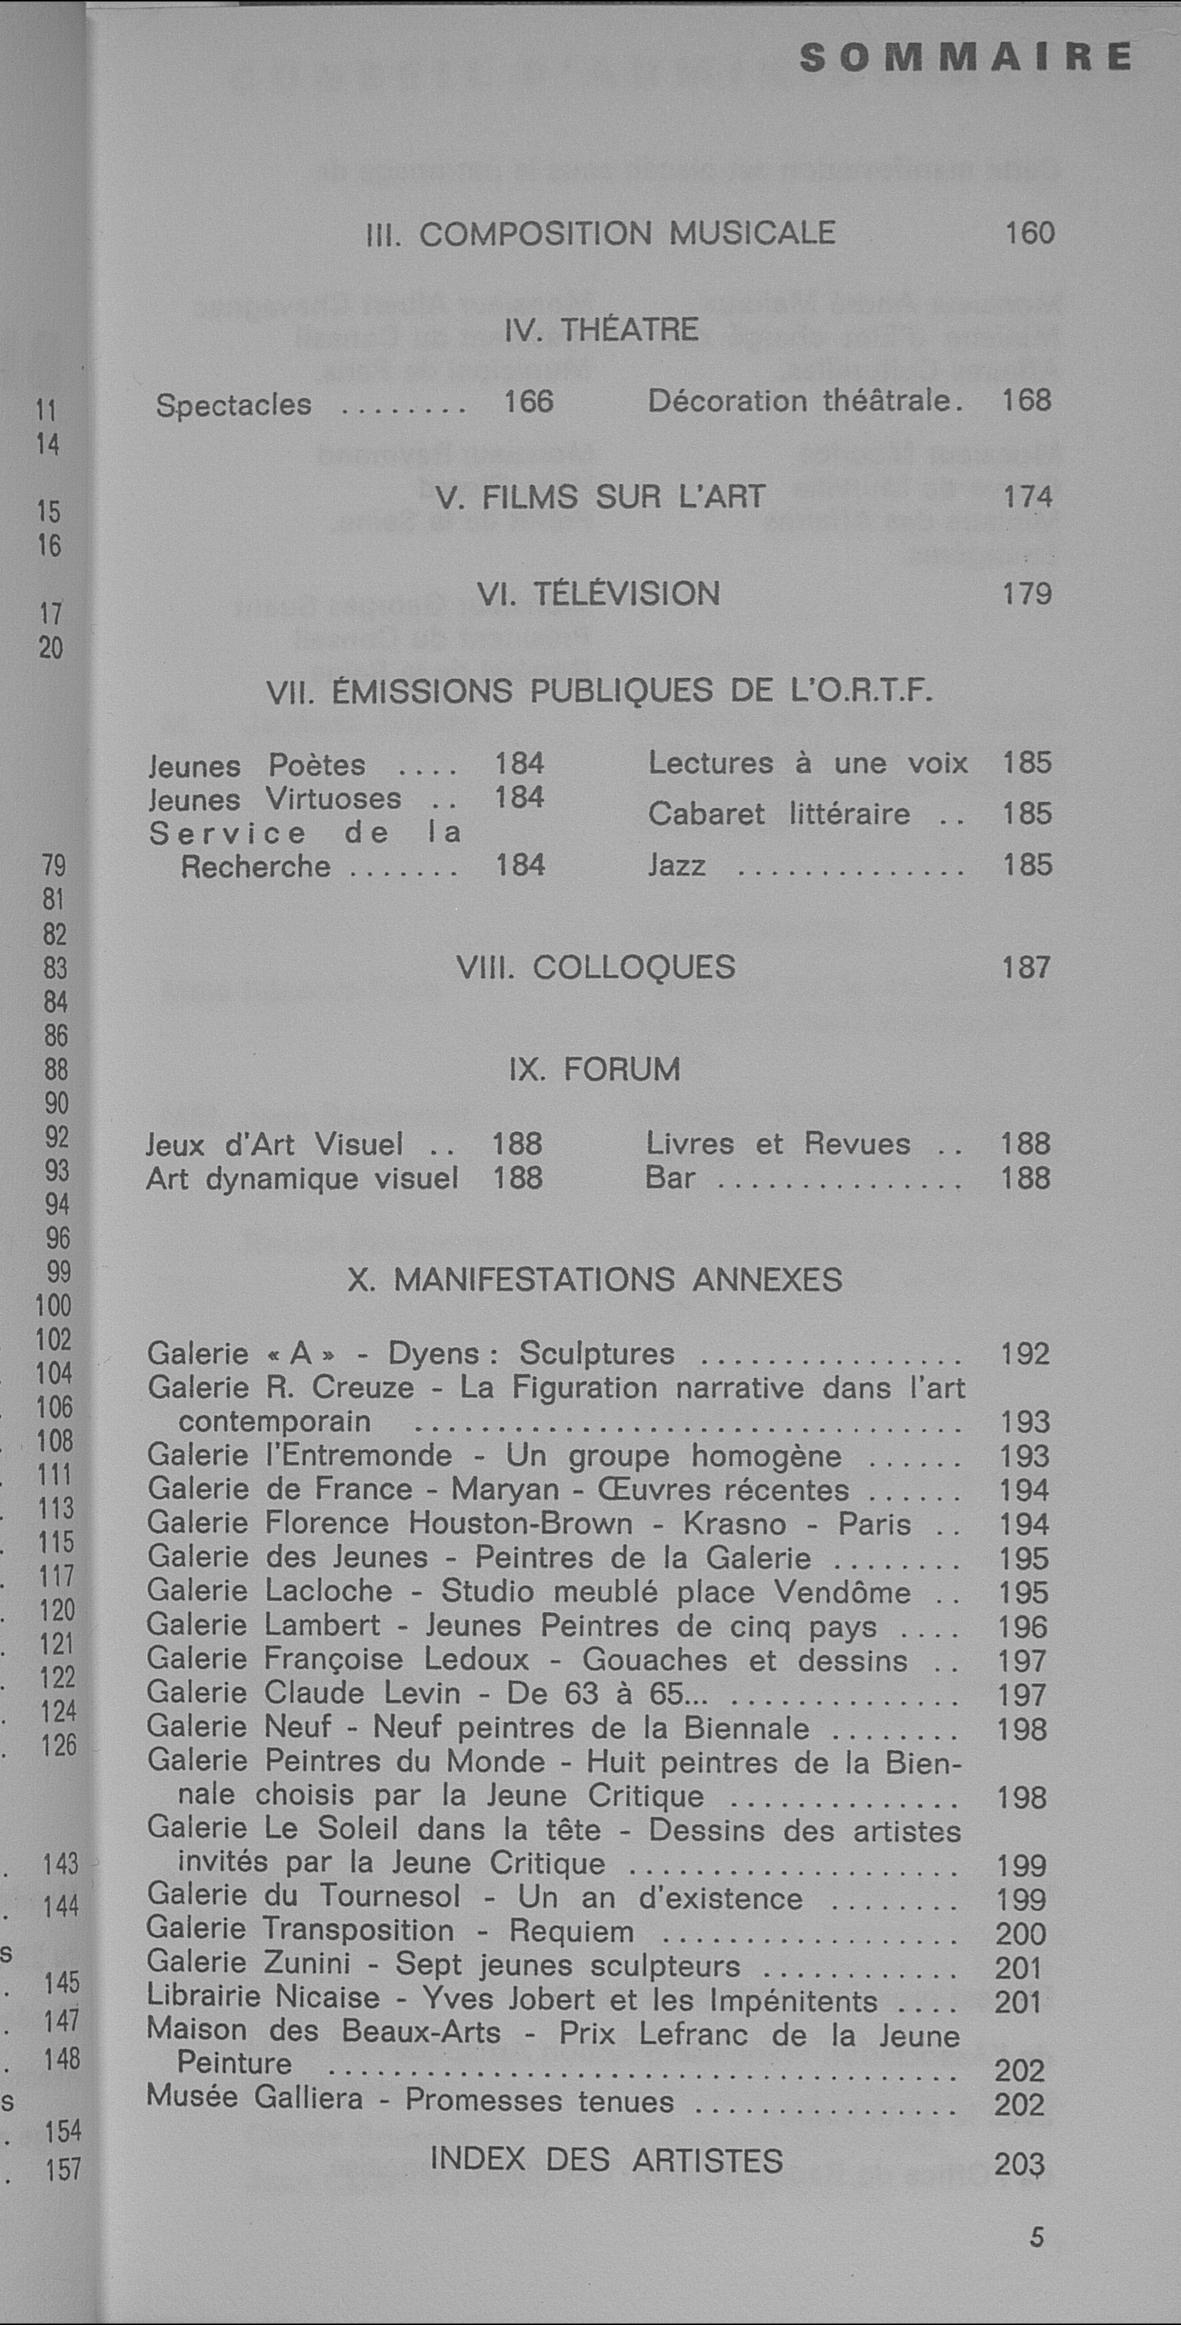 SOMMAIRE
III. COMPOSITION MUSICALE 160
IV. THÉATRE
Spectacles ........ 166 Décoration théâtrale. 168
V. FILMS SUR L'ART 174
VI. TÉLÉVISION 179
VII. ÉMISSIONS PUBLIQUES DE L'O.R.T.F.
Jeunes Poètes .... 184
Jeunes Virtuoses .. 184
Service de la
Recherche ....... 184
Lectures à une voix 185
Cabaret littéraire .. 185
Jazz .............. 185
VIII. COLLOQUES 187
IX. FORUM
Jeux d'Art Visuel .. 188
Art dynamique visuel 188
Livres et Revues .. 188
Bar ............... 188
X. MANIFESTATIONS ANNEXES
Galerie « A » - Dyens : Sculptures ................ 192
Galerie R. Creuze - La Figuration narrative dans l'art
contemporain .................................. 193
Galerie l'Entremonde - Un groupe homogène ...... 193
Galerie de France - Maryan - Œuvres récentes ...... 194
Galerie Florence Houston-Brown - Krasno - Paris .. 194
Galerie des Jeunes - Peintres de la Galerie ........ 195
Galerie Lacloche - Studio meublé place Vendôme .. 195
Galerie Lambert - Jeunes Peintres de cinq pays .... 196
Galerie Françoise Ledoux - Gouaches et dessins .. 197
Galerie Claude Levin - De 63 à 65... .............. 197
Galerie Neuf - Neuf peintres de la Biennale ........ 198
Galerie Peintres du Monde - Huit peintres de la Bien-
nale choisis par la Jeune Critique .............. 198
Galerie Le Soleil dans la tête - Dessins des artistes
invités par la Jeune Critique .................... 199
Galerie du Tournesol - Un an d'existence ........ 199
Galerie Transposition - Requiem .................. 200
Galerie Zunini - Sept jeunes sculpteurs ............ 201
Librairie Nicaise - Yves Jobert et les Impénitents .... 201
Maison des Beaux-Arts - Prix Lefranc de la Jeune
Peinture ....................................... 202
Musée Galliera - Promesses tenues ................ 202
INDEX DES ARTISTES 203
5
11
14
15
16
17
20
79
81
82
83
84
86
88
90
92
93
94
96
99
100
102
104
106
108
111
113
115
117
120
121
122
124
126
143
144
s
145
147
148
s
154
157